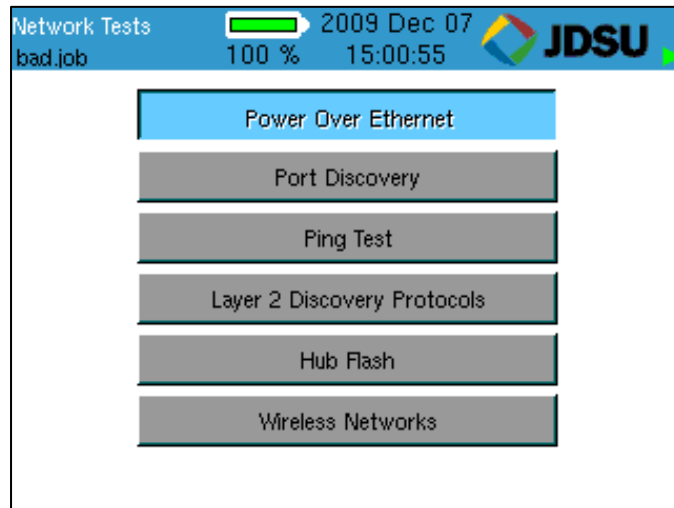 Network Tests
bad.job
100 %
2009 Dec 07
15:00:55
JDSU
Power Over Ethernet
Port Discovery
Ping Test
Layer 2 Discovery Protocols
Hub Flash
Wireless Networks